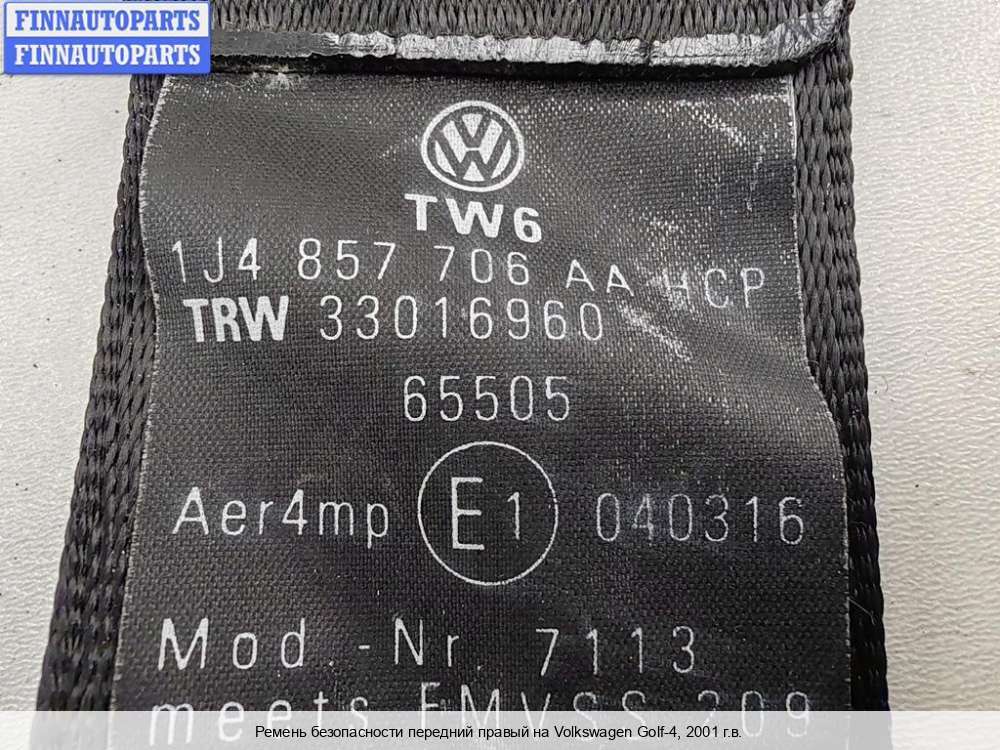 FINNAUTOPARTS
FINNAUTOPARTS
TW6
1J4 857 706 AA HCP
TRW 33016960
65505
Aer4mp E1 040316
Mod.-Nr. 7113
meets FMVSS 209
Ремень безопасности передний правый на Volkswagen Golf-4, 2001 г.в.